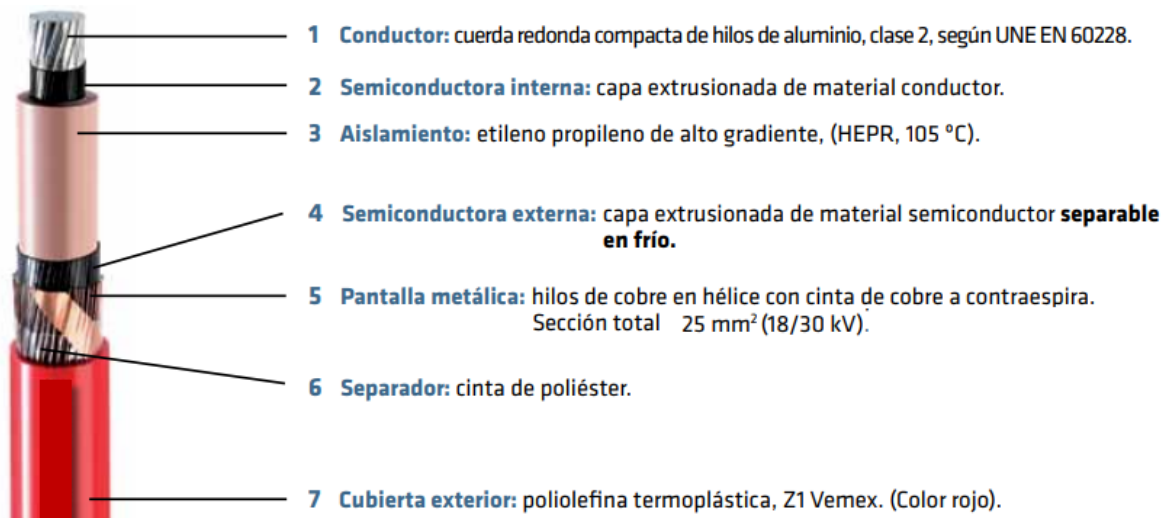 1 Conductor: cuerda redonda compacta de hilos de aluminio, clase 2, según UNE EN 60228.
2 Semiconductora interna: capa extrusionada de material conductor.
3 Aislamiento: etileno propileno de alto gradiente, (HEPR, 105 ºC).
4 Semiconductora externa: capa extrusionada de material semiconductor separable
en frío.
5 Pantalla metálica: hilos de cobre en hélice con cinta de cobre a contraespira.
Sección total 25 mm² (18/30 kV).
6 Separador: cinta de poliéster.
7 Cubierta exterior: poliolefina termoplástica, Z1 Vemex. (Color rojo).